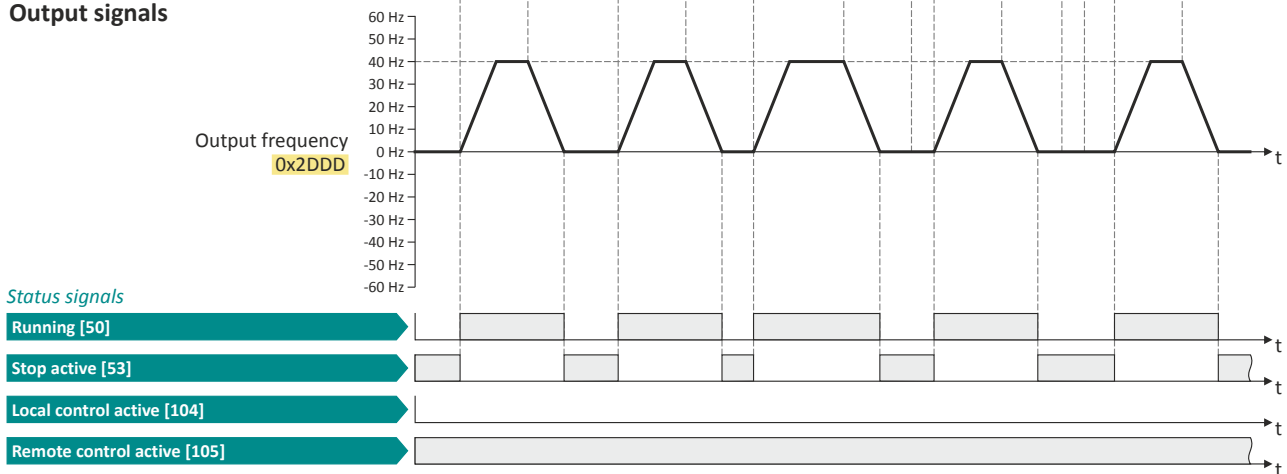 Output signals
60 Hz
50 Hz
40 Hz
30 Hz
20 Hz
10 Hz
0 Hz
-10 Hz
-20 Hz
-30 Hz
-40 Hz
-50 Hz
-60 Hz
Output frequency
0x2DDD
t
Status signals
Running [50]
t
Stop active [53]
t
Local control active [104]
t
Remote control active [105]
t